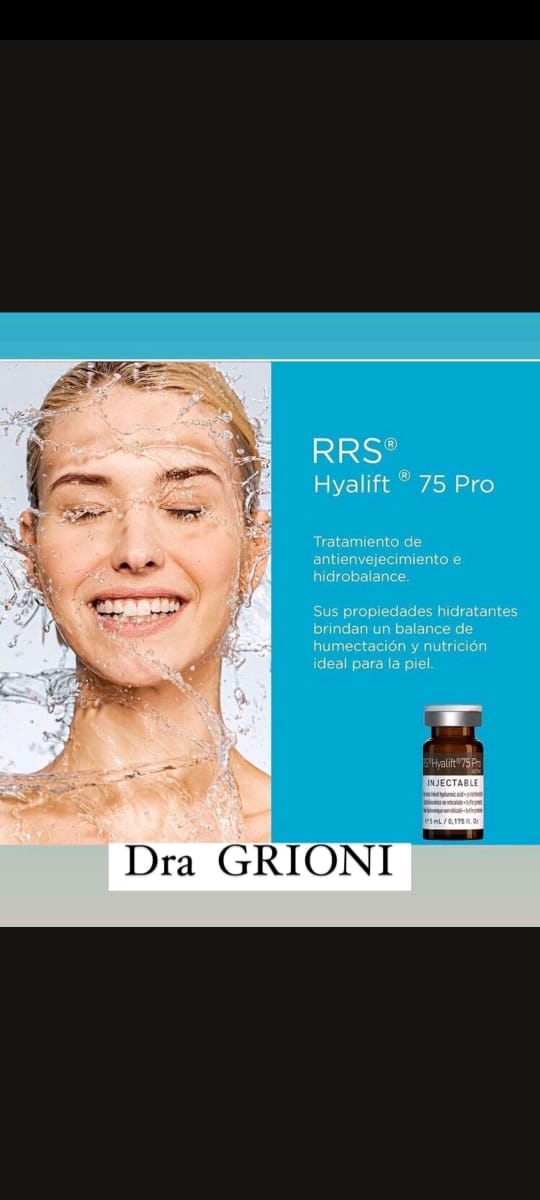 RRS®
Hyalift ® 75 Pro
Tratamiento de
antienvejecimiento e
hidrobalance.
Sus propiedades hidratantes
brindan un balance de
humectación y nutrición
ideal para la piel.
Hyalift®75 Pro
INJECTABLE
5 mL / 0,175 fl. Oz
Dra GRIONI